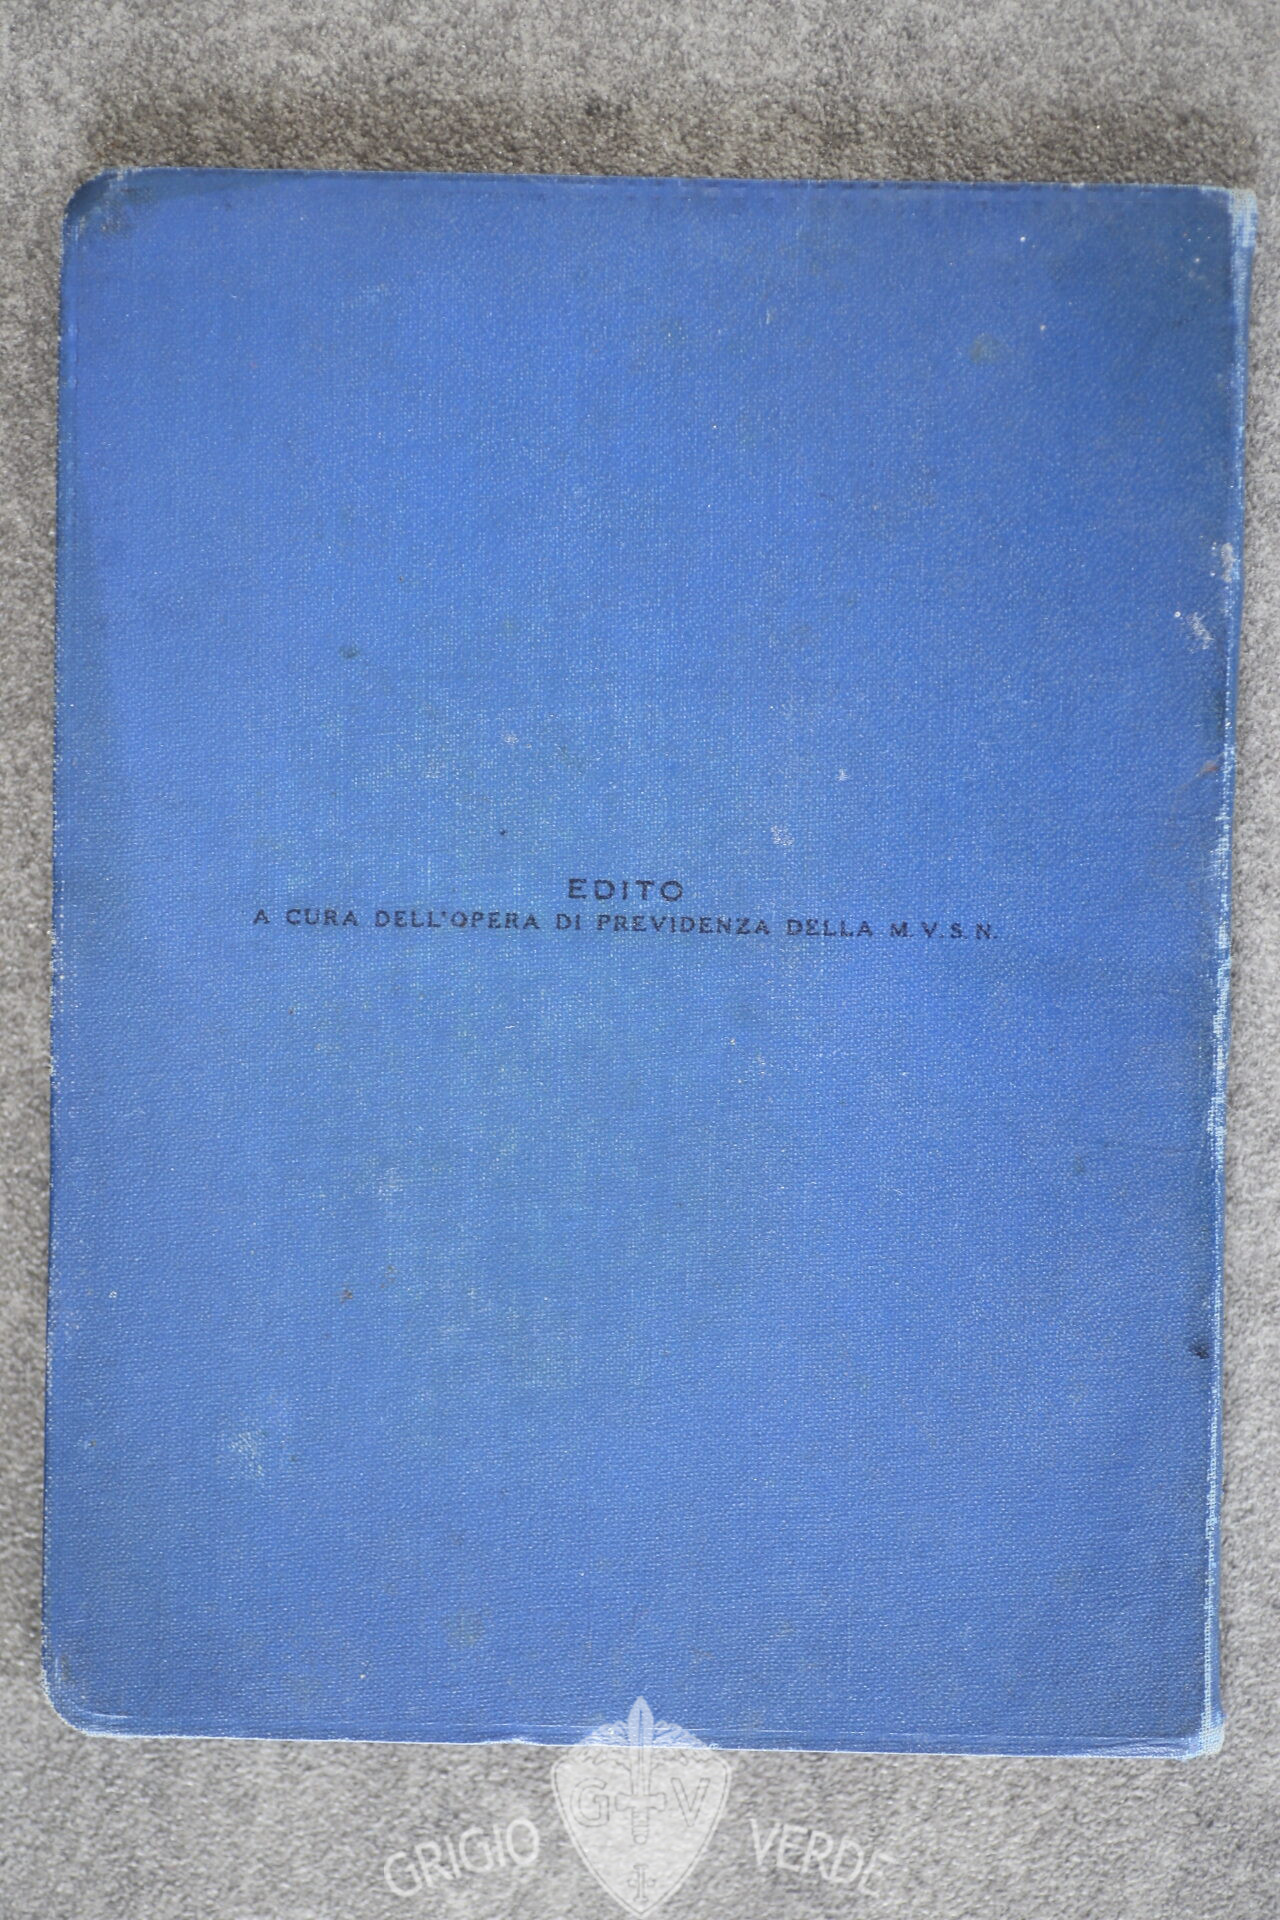 EDITO
A CURA DELL'OPERA DI PREVIDENZA DELLA M. V. S. N.
G V
GRIGIO VERDE